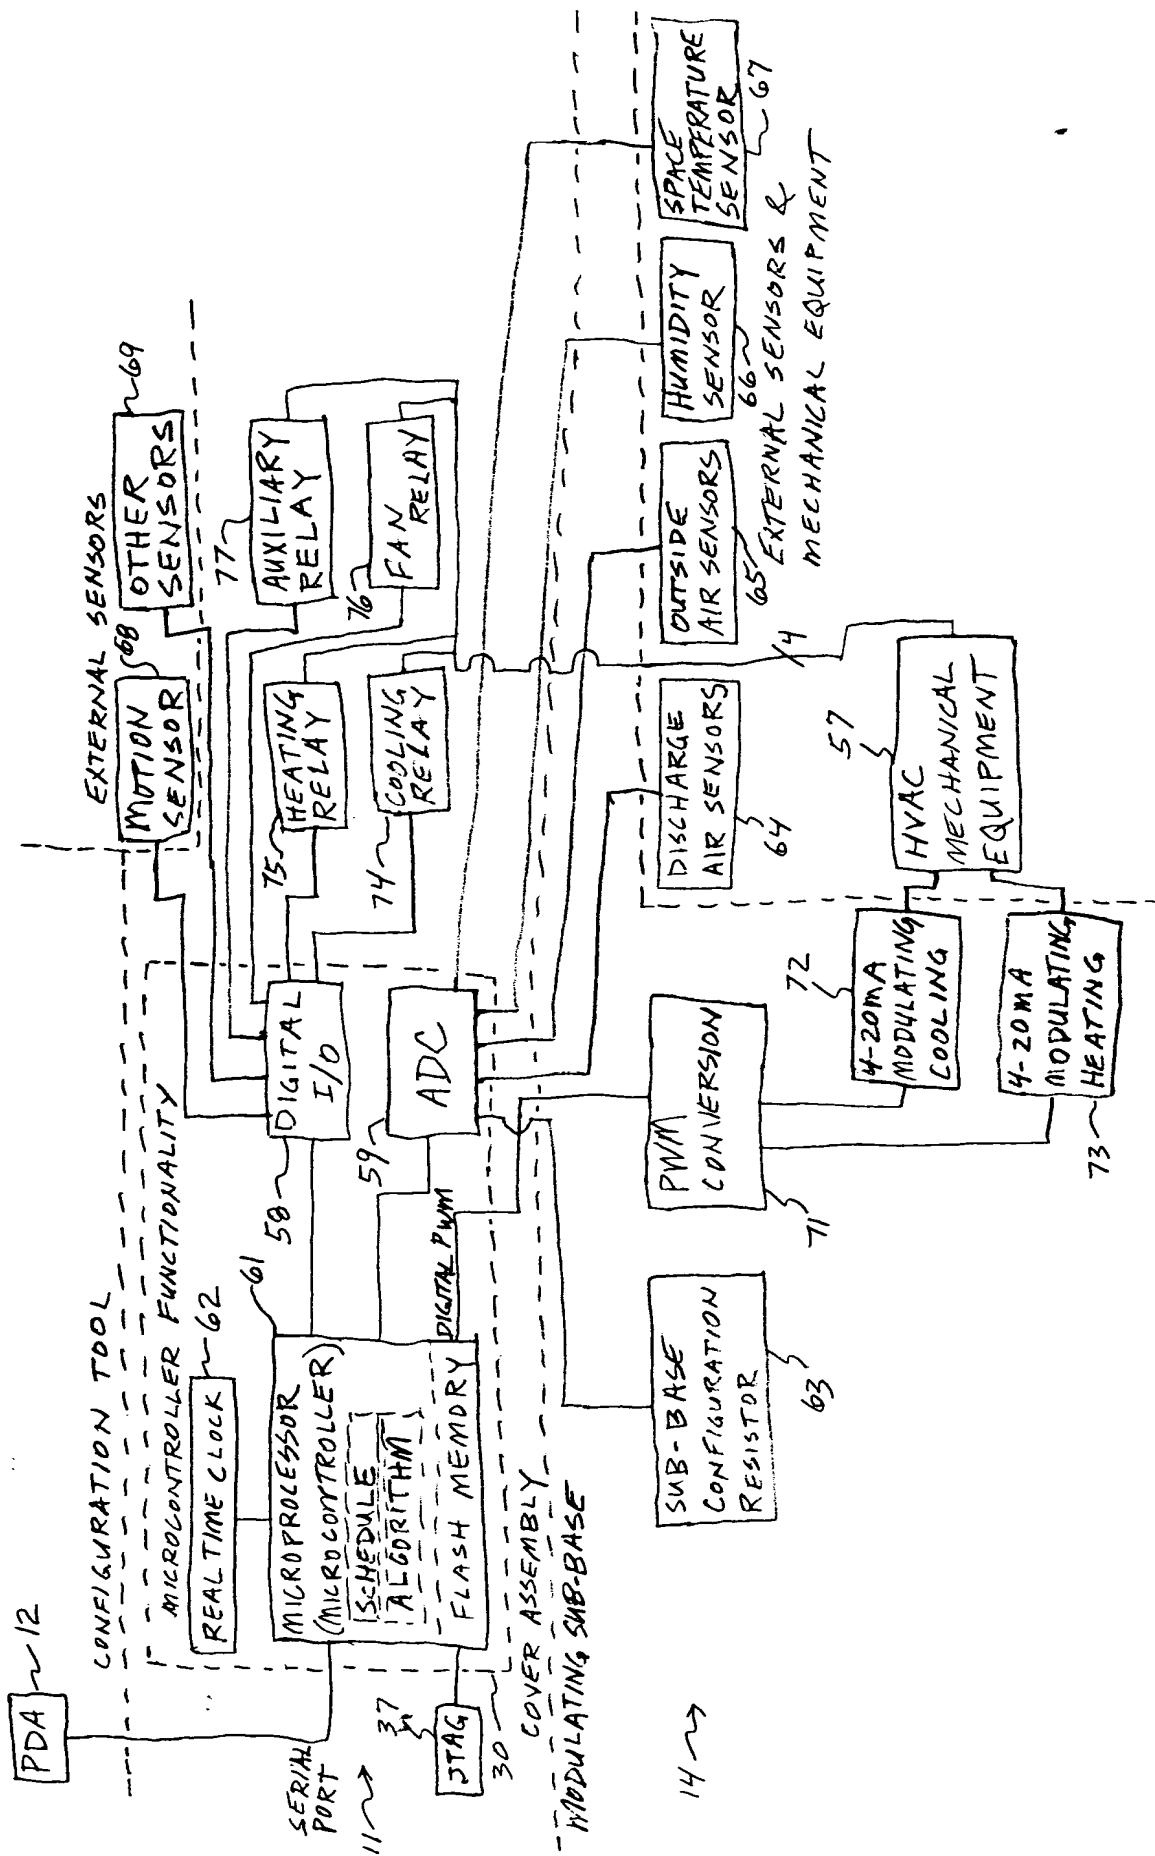 PDA
12
CONFIGURATION TOOL
MICROCONTROLLER FUNCTIONALITY
REAL TIME CLOCK
62
MICROPROCESSOR
(MICROCONTROLLER)
SCHEDULE
ALGORITHM
FLASH MEMORY
61
SERIAL
PORT
11
JTAG
37
30
DIGITAL PWM
COVER ASSEMBLY
MODULATING SUB-BASE
14
DIGITAL
I/O
58
ADC
59
EXTERNAL SENSORS
MOTION
SENSOR
68
OTHER
SENSORS
69
HEATING
RELAY
75
COOLING
RELAY
74
AUXILIARY
RELAY
77
FAN
RELAY
76
SUB-BASE
CONFIGURATION
RESISTOR
63
PWM
CONVERSION
71
DISCHARGE
AIR SENSORS
64
OUTSIDE
AIR SENSORS
65
HUMIDITY
SENSOR
66
SPACE
TEMPERATURE
SENSOR
67
EXTERNAL SENSORS &
MECHANICAL EQUIPMENT
4
4-20mA
MODULATING
COOLING
72
4-20mA
MODULATING
HEATING
73
HVAC
MECHANICAL
EQUIPMENT
57